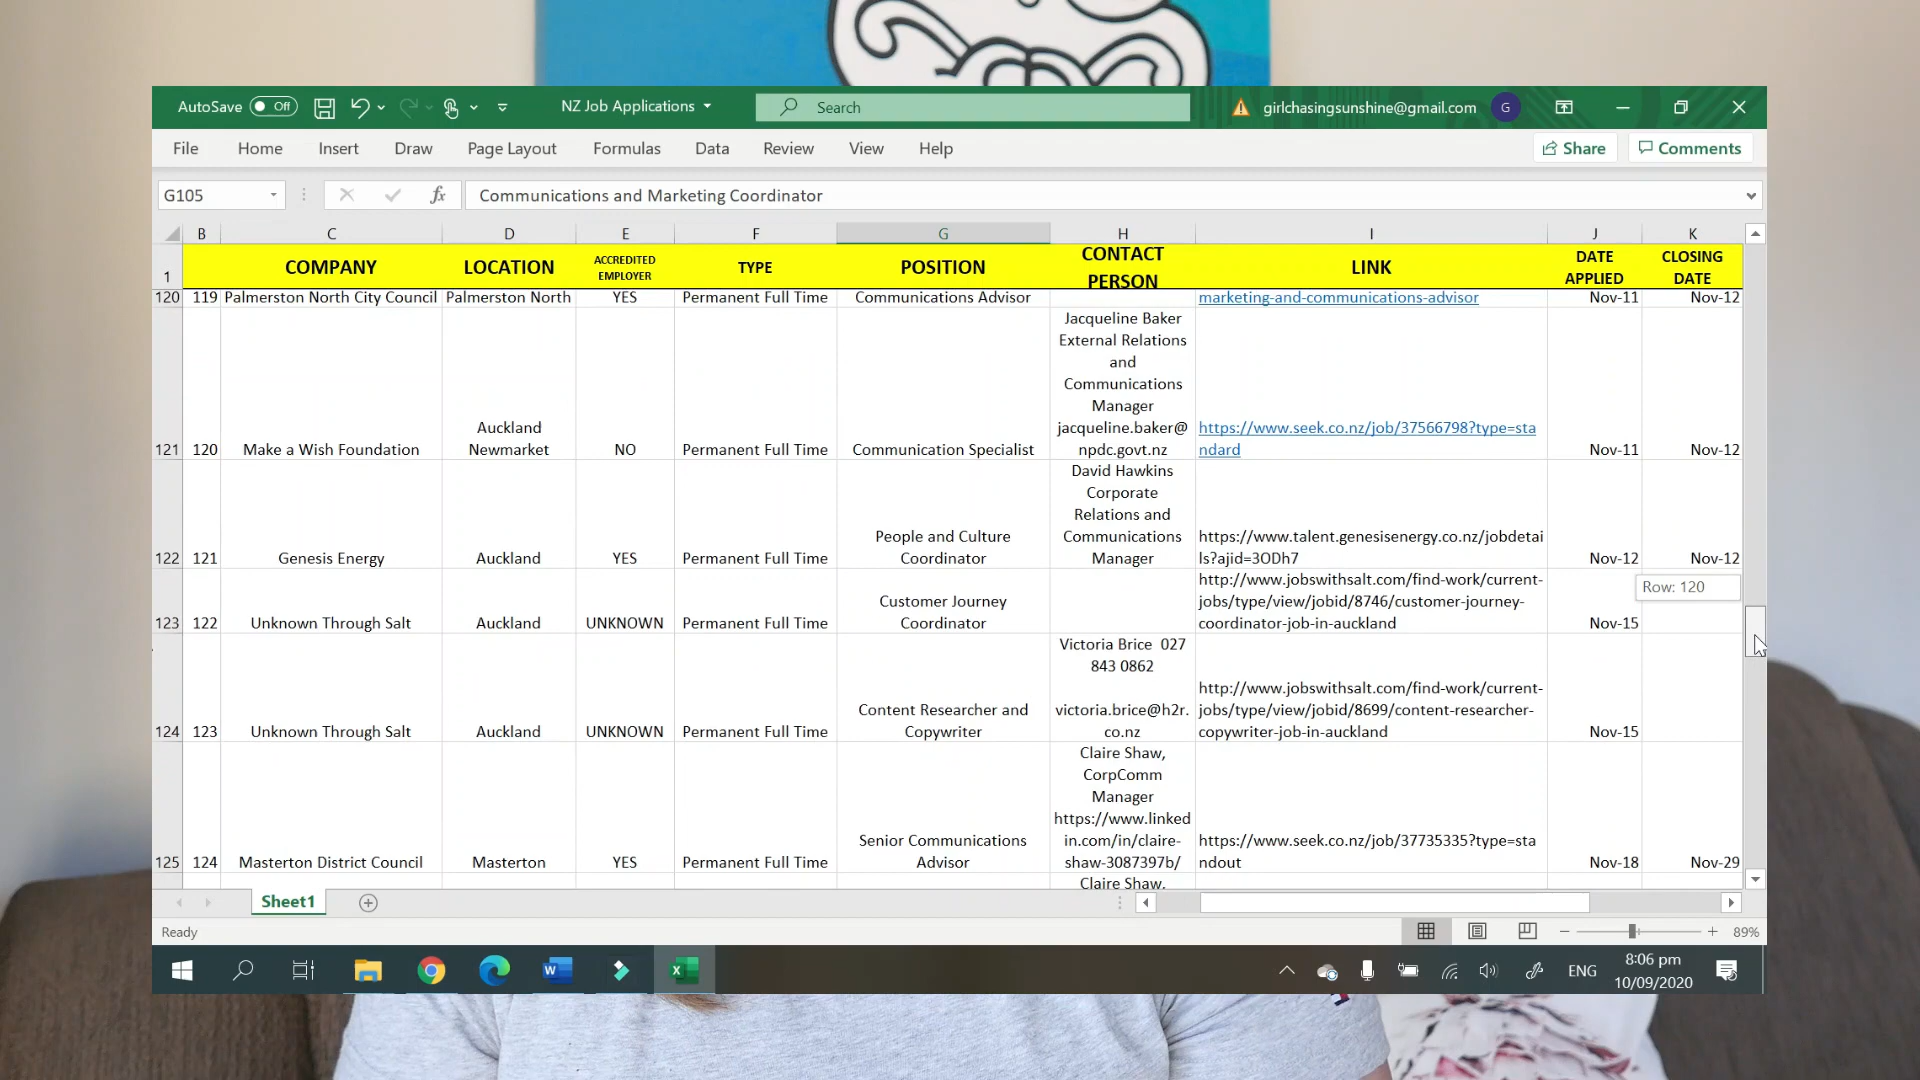 AutoSave Off NZ Job Applications Search girlchasingsunshine@gmail.com G
File Home Insert Draw Page Layout Formulas Data Review View Help Share Comments
G105 fx Communications and Marketing Coordinator
B C D E F G H I J K
1 COMPANY LOCATION ACCREDITED EMPLOYER TYPE POSITION CONTACT PERSON LINK DATE APPLIED CLOSING DATE
120 119 Palmerston North City Council Palmerston North YES Permanent Full Time Communications Advisor marketing-and-communications-advisor Nov-11 Nov-12
Jacqueline Baker
External Relations
and
Communications
Manager
Auckland jacqueline.baker@ https://www.seek.co.nz/job/37566798?type=sta
121 120 Make a Wish Foundation Newmarket NO Permanent Full Time Communication Specialist npdc.govt.nz ndard Nov-11 Nov-12
David Hawkins
Corporate
Relations and
People and Culture Communications https://www.talent.genesisenergy.co.nz/jobdetai
122 121 Genesis Energy Auckland YES Permanent Full Time Coordinator Manager ls?ajid=3ODh7 Nov-12 Nov-12
http://www.jobswithsalt.com/find-work/current-
Row: 120
Customer Journey jobs/type/view/jobid/8746/customer-journey-
123 122 Unknown Through Salt Auckland UNKNOWN Permanent Full Time Coordinator coordinator-job-in-auckland Nov-15
Victoria Brice 027
843 0862
http://www.jobswithsalt.com/find-work/current-
Content Researcher and victoria.brice@h2r. jobs/type/view/jobid/8699/content-researcher-
124 123 Unknown Through Salt Auckland UNKNOWN Permanent Full Time Copywriter co.nz copywriter-job-in-auckland Nov-15
Claire Shaw,
CorpComm
Manager
https://www.linked
Senior Communications in.com/in/claire- https://www.seek.co.nz/job/37735335?type=sta
125 124 Masterton District Council Masterton YES Permanent Full Time Advisor shaw-3087397b/ ndout Nov-18 Nov-29
Claire Shaw,
Sheet1
Ready 89%
W X ENG 8:06 pm
10/09/2020